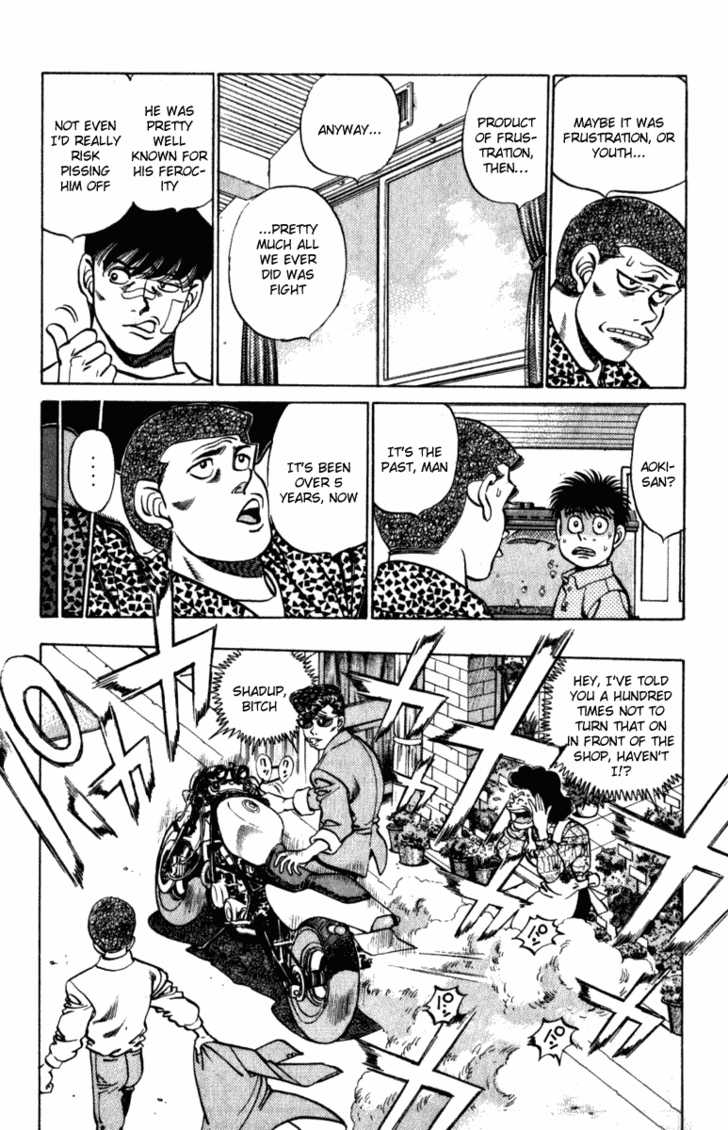 MAYBE IT WAS
FRUSTRATION, OR
YOUTH...
PRODUCT
OF FRUS-
TRATION,
THEN...
ANYWAY...
...PRETTY
MUCH ALL
WE EVER
DID WAS
FIGHT
HE WAS
PRETTY
WELL
KNOWN FOR
HIS FEROC-
ITY
NOT EVEN
I'D REALLY
RISK
PISSING
HIM OFF
AOKI-
SAN?
IT'S THE
PAST, MAN
IT'S BEEN
OVER 5
YEARS, NOW
...
HEY, I'VE TOLD
YOU A HUNDRED
TIMES NOT TO
TURN THAT ON
IN FRONT OF THE
SHOP, HAVEN'T
I!?
SHADUP,
BITCH